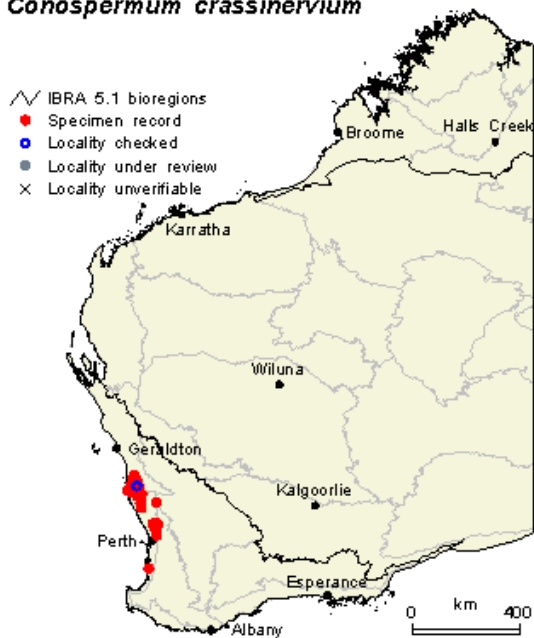 Conospermum crassinervium
IBRA 5.1 bioregions
Specimen record
Locality checked
Locality under review
Locality unverifiable
Broome
Halls Creek
Karratha
Wiluna
Geraldton
Kalgoorlie
Perth
Esperance
Albany
km
0 400